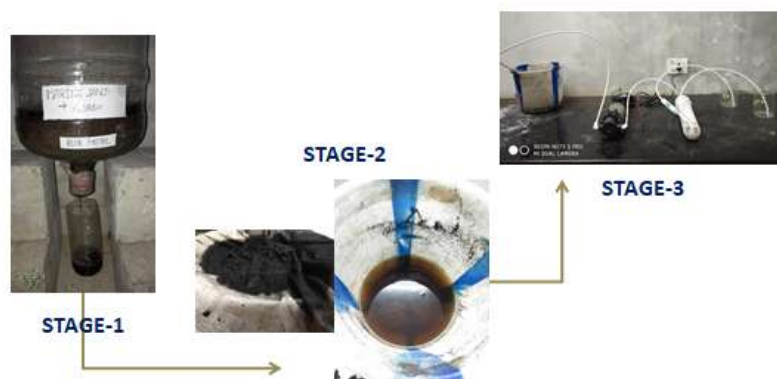 STAGE-1
STAGE-2
STAGE-3
REDMI NOTE 5 PRO
MI DUAL CAMERA